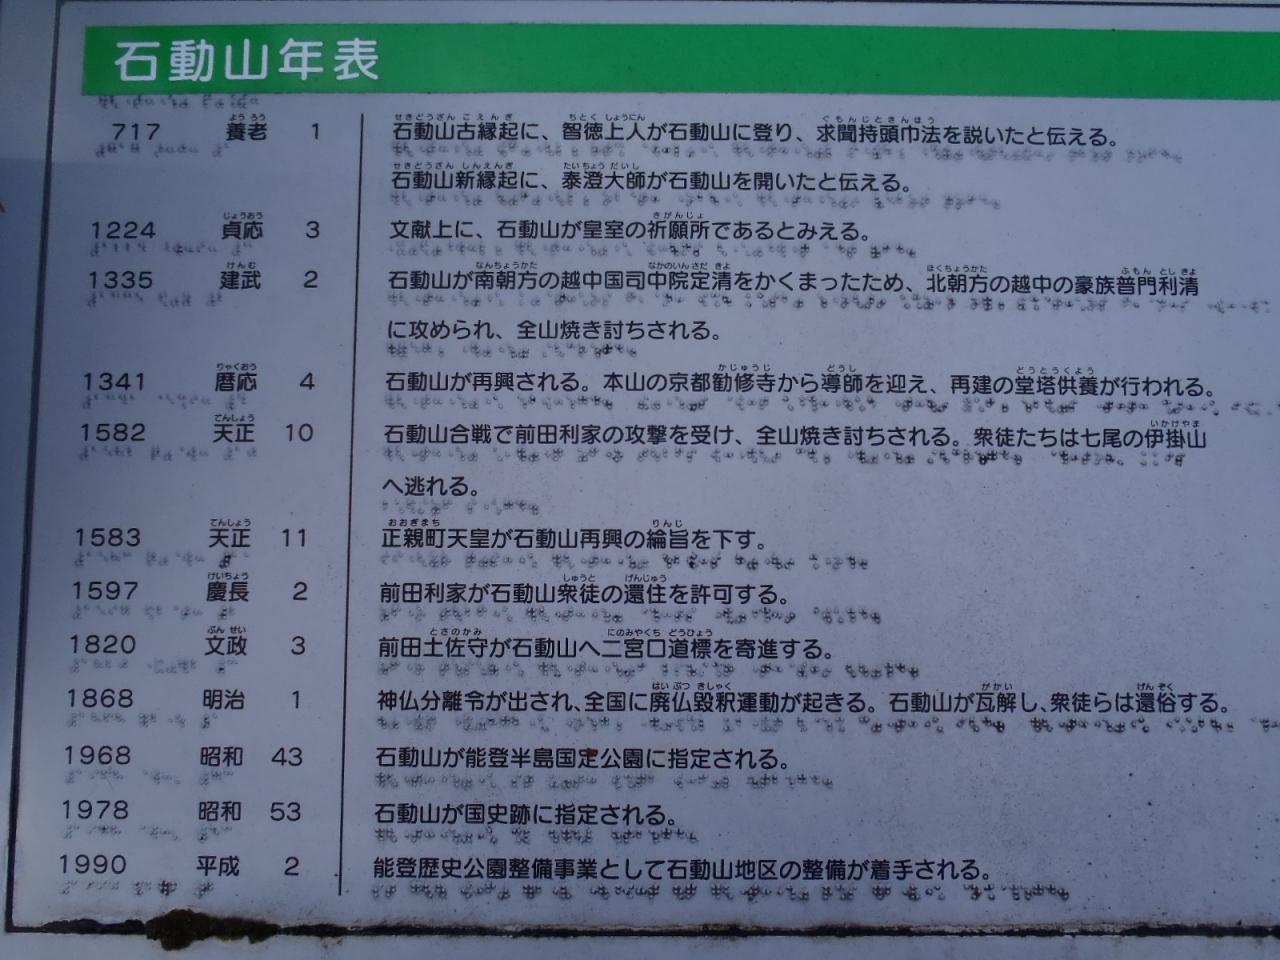 石動山年表
717 養老 1 石動山古縁起に、智徳上人が石動山に登り、求聞持頭巾法を説いたと伝える。
石動山新縁起に、泰澄大師が石動山を開いたと伝える。
1224 貞応 3 文献上に、石動山が皇室の祈願所であるとみえる。
1335 建武 2 石動山が南朝方の越中国司中院定清をかくまったため、北朝方の越中の豪族普門利清
に攻められ、全山焼き討ちされる。
1341 暦応 4 石動山が再興される。本山の京都勧修寺から導師を迎え、再建の堂塔供養が行われる。
1582 天正 10 石動山合戦で前田利家の攻撃を受け、全山焼き討ちされる。衆徒たちは七尾の伊掛山
へ逃れる。
1583 天正 11 正親町天皇が石動山再興の綸旨を下す。
1597 慶長 2 前田利家が石動山衆徒の還住を許可する。
1820 文政 3 前田土佐守が石動山へ二宮口道標を寄進する。
1868 明治 1 神仏分離令が出され、全国に廃仏毀釈運動が起きる。石動山が瓦解し、衆徒らは還俗する。
1968 昭和 43 石動山が能登半島国定公園に指定される。
1978 昭和 53 石動山が国史跡に指定される。
1990 平成 2 能登歴史公園整備事業として石動山地区の整備が着手される。